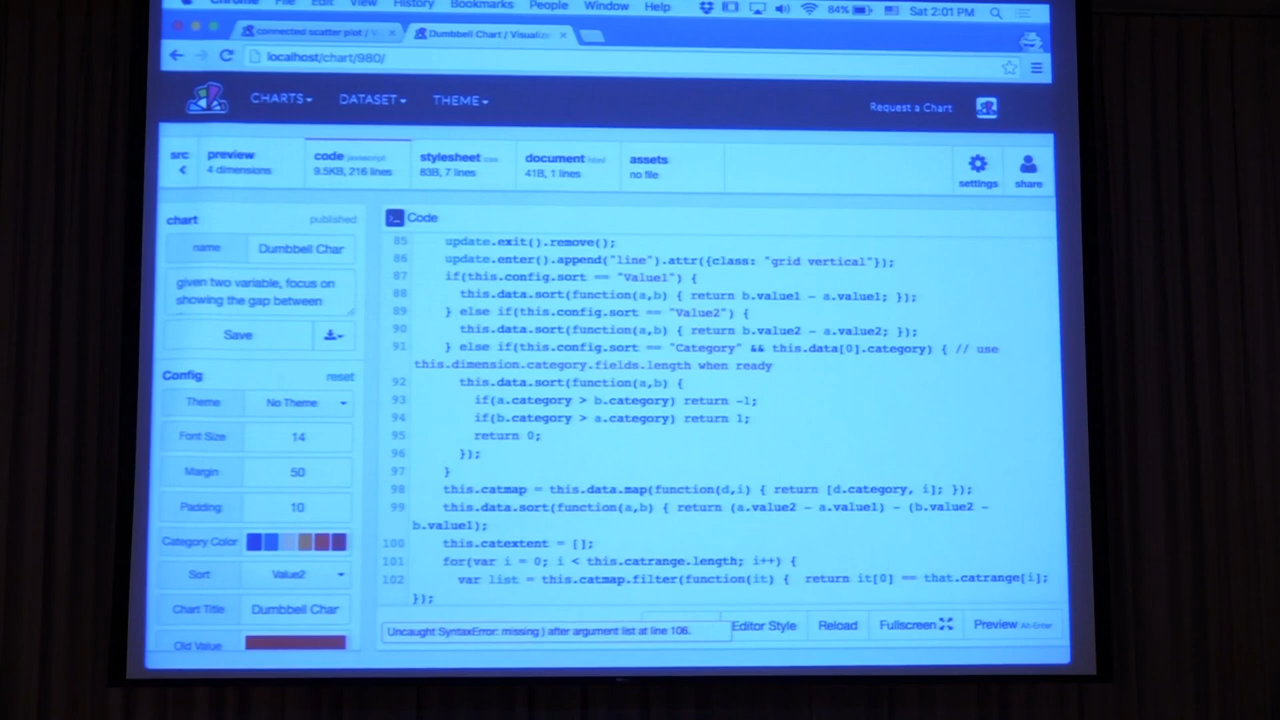 Chrome File Edit View History Bookmarks People Window Help 84% Sat 2:01 PM
connected scatter plot / V
Dumbbell Chart / Visualiz
localhost/chart/980/
CHARTS DATASET THEME Request a Chart
src preview code javascript stylesheet css document html assets
< 4 dimensions 9.5KB, 216 lines 83B, 7 lines 41B, 1 lines no file
settings share
chart published
name Dumbbell Char
given two variable, focus on
showing the gap between
Save
Config reset
Theme No Theme
Font Size 14
Margin 50
Padding 10
Category Color
Sort Value2
Chart Title Dumbbell Char
Old Value
Code
85 update.exit().remove();
86 update.enter().append("line").attr({class: "grid vertical"});
87 if(this.config.sort == "Value1") {
88 this.data.sort(function(a,b) { return b.value1 - a.value1; });
89 } else if(this.config.sort == "Value2") {
90 this.data.sort(function(a,b) { return b.value2 - a.value2; });
91 } else if(this.config.sort == "Category" && this.data[0].category) { // use
this.dimension.category.fields.length when ready
92 this.data.sort(function(a,b) {
93 if(a.category > b.category) return -1;
94 if(b.category > a.category) return 1;
95 return 0;
96 });
97 }
98 this.catmap = this.data.map(function(d,i) { return [d.category, i]; });
99 this.data.sort(function(a,b) { return (a.value2 - a.value1) - (b.value2 -
b.value1);
100 this.catextent = [];
101 for(var i = 0; i < this.catrange.length; i++) {
102 var list = this.catmap.filter(function(it) { return it[0] == that.catrange[i];
});
Uncaught SyntaxError: missing ) after argument list at line 106.
Editor Style Reload Fullscreen Preview Alt-Enter